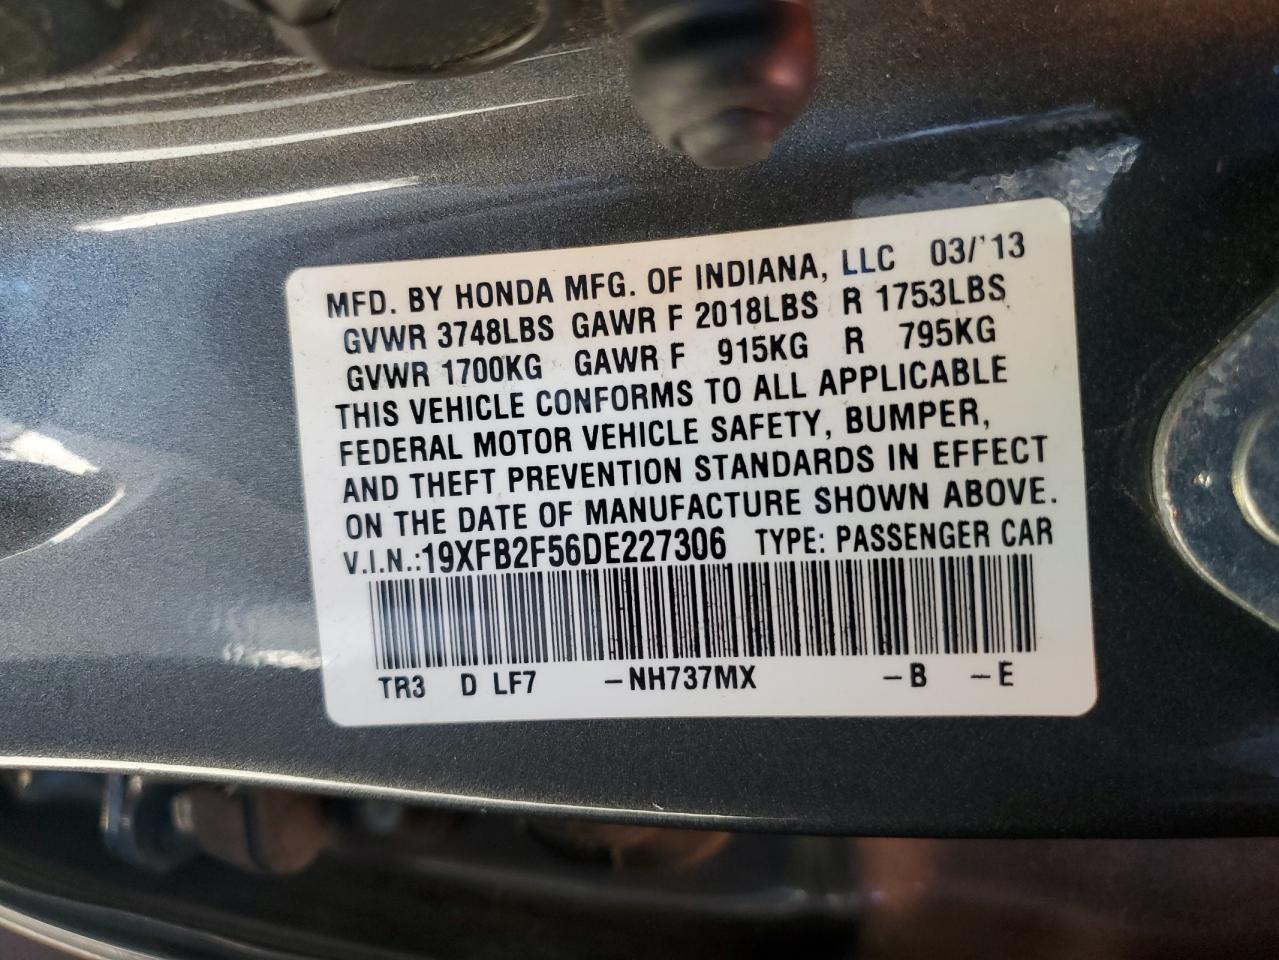 MFD. BY HONDA MFG. OF INDIANA, LLC 03/'13
GVWR 3748LBS GAWR F 2018LBS R 1753LBS
GVWR 1700KG GAWR F 915KG R 795KG
THIS VEHICLE CONFORMS TO ALL APPLICABLE
FEDERAL MOTOR VEHICLE SAFETY, BUMPER,
AND THEFT PREVENTION STANDARDS IN EFFECT
ON THE DATE OF MANUFACTURE SHOWN ABOVE.
V.I.N.:19XFB2F56DE227306 TYPE: PASSENGER CAR
TR3 D LF7 –NH737MX –B –E